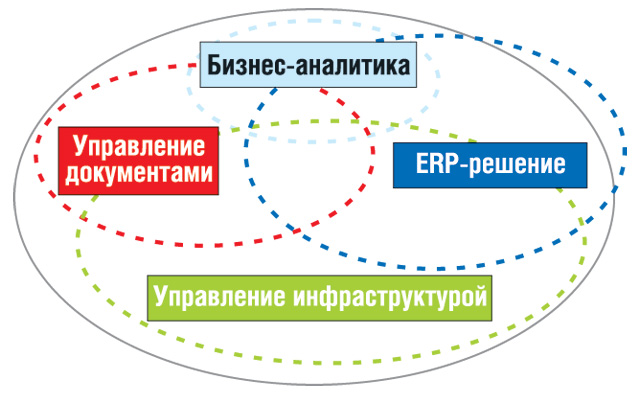 Бизнес-аналитика
Управление
документами
ERP-решение
Управление инфраструктурой